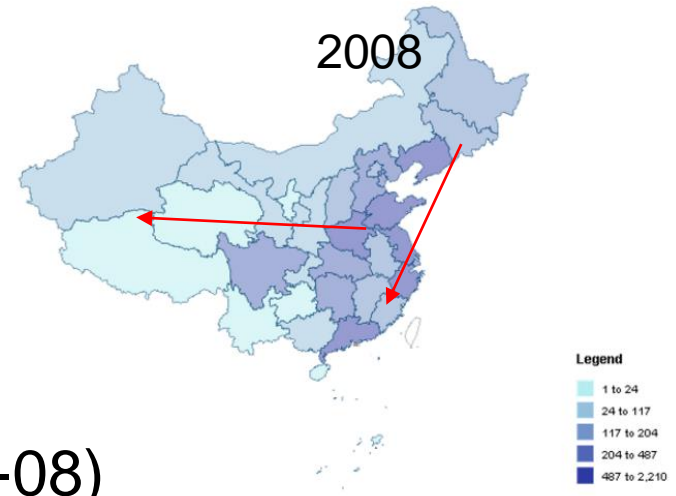 2008
Legend
1 to 24
24 to 117
117 to 204
204 to 487
487 to 2,210
-08)